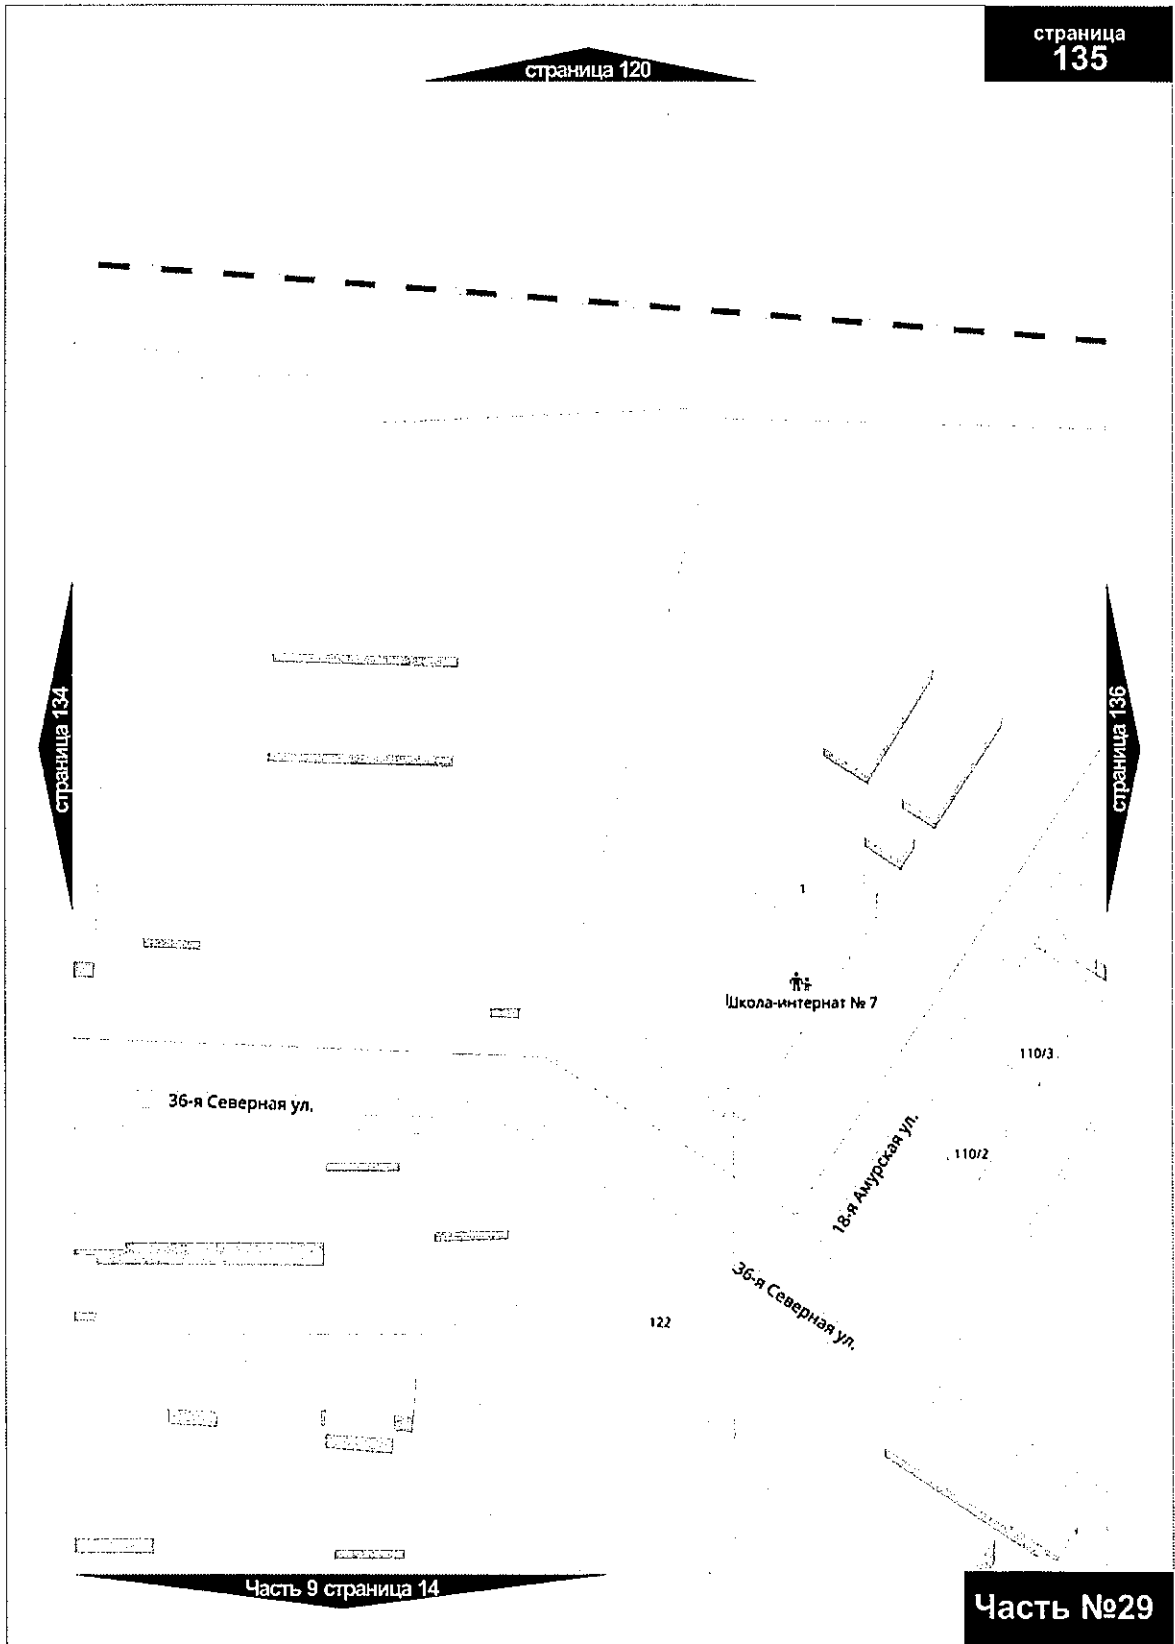 страница
135
страница 120
страница 134
страница 136
1
Школа-интернат № 7
110/3
36-я Северная ул.
18-я Амурская ул.
110/2
36-я Северная ул.
122
Часть 9 страница 14
Часть №29